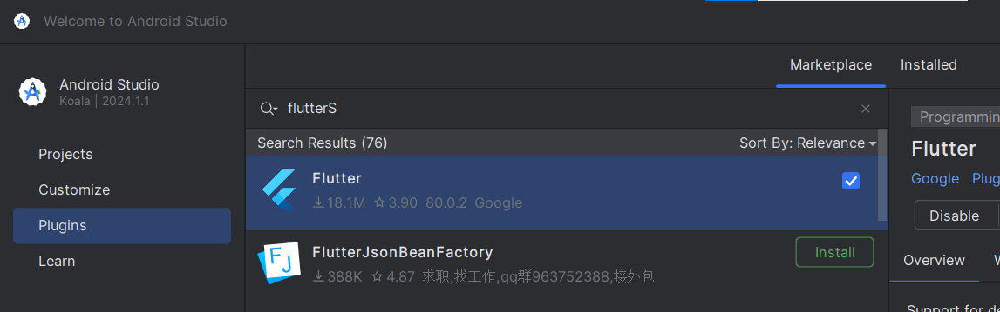 Welcome to Android Studio
Android Studio
Koala | 2024.1.1
Projects
Customize
Plugins
Learn
Marketplace Installed
flutterS
Search Results (76) Sort By: Relevance
Flutter
18.1M 3.90 80.0.2 Google
FlutterJsonBeanFactory
Install
388K 4.87 求职,找工作,qq群963752388,接外包
Programmin
Flutter
Google Plug
Disable
Overview W
Support for de